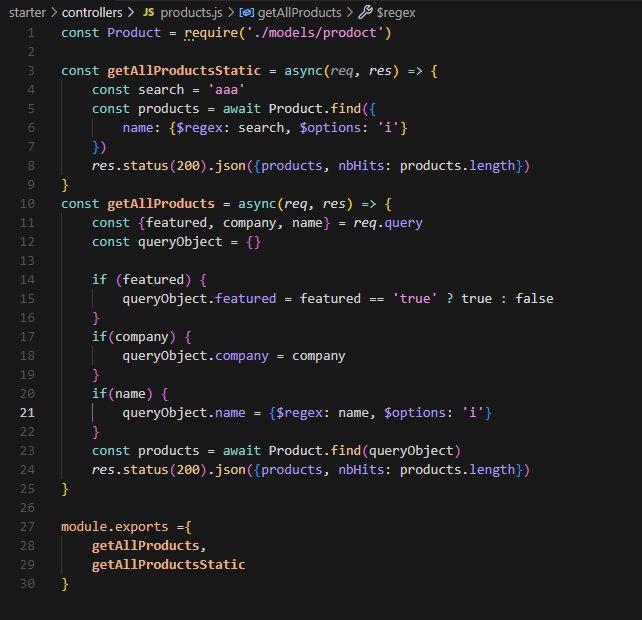 starter > controllers > JS products.js > getAllProducts > $regex
1 const Product = require('./models/prodoct')
2
3 const getAllProductsStatic = async(req, res) => {
4 const search = 'aaa'
5 const products = await Product.find({
6 name: {$regex: search, $options: 'i'}
7 })
8 res.status(200).json({products, nbHits: products.length})
9 }
10 const getAllProducts = async(req, res) => {
11 const {featured, company, name} = req.query
12 const queryObject = {}
13
14 if (featured) {
15 queryObject.featured = featured == 'true' ? true : false
16 }
17 if(company) {
18 queryObject.company = company
19 }
20 if(name) {
21 queryObject.name = {$regex: name, $options: 'i'}
22 }
23 const products = await Product.find(queryObject)
24 res.status(200).json({products, nbHits: products.length})
25 }
26
27 module.exports ={
28 getAllProducts,
29 getAllProductsStatic
30 }